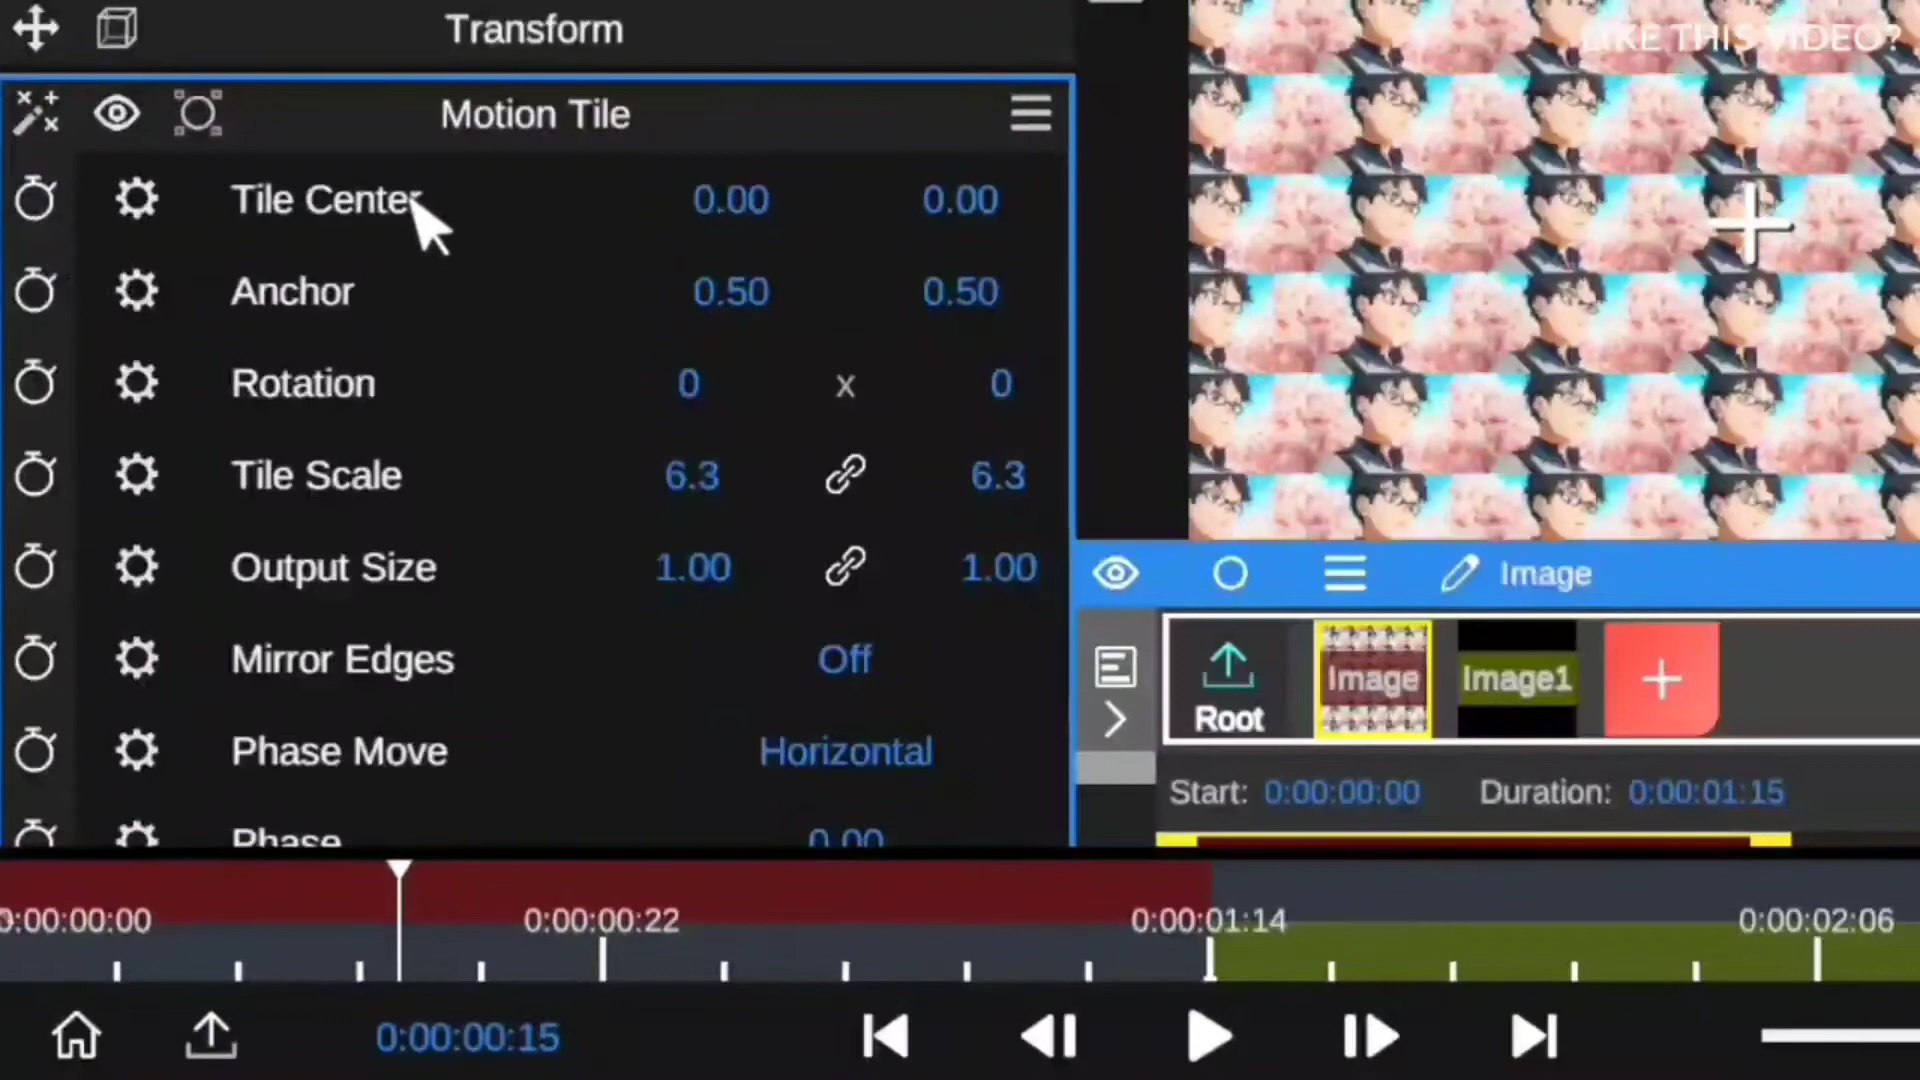 Transform
LIKE THIS VIDEO?
Motion Tile
Tile Center 0.00 0.00
Anchor 0.50 0.50
Rotation 0 x 0
Tile Scale 6.3 6.3
Output Size 1.00 1.00
Mirror Edges Off
Phase Move Horizontal
Phase 0.00
Image
Root Image Image1
Start: 0:00:00:00 Duration: 0:00:01:15
0:00:00:00 0:00:00:22 0:00:01:14 0:00:02:06
0:00:00:15